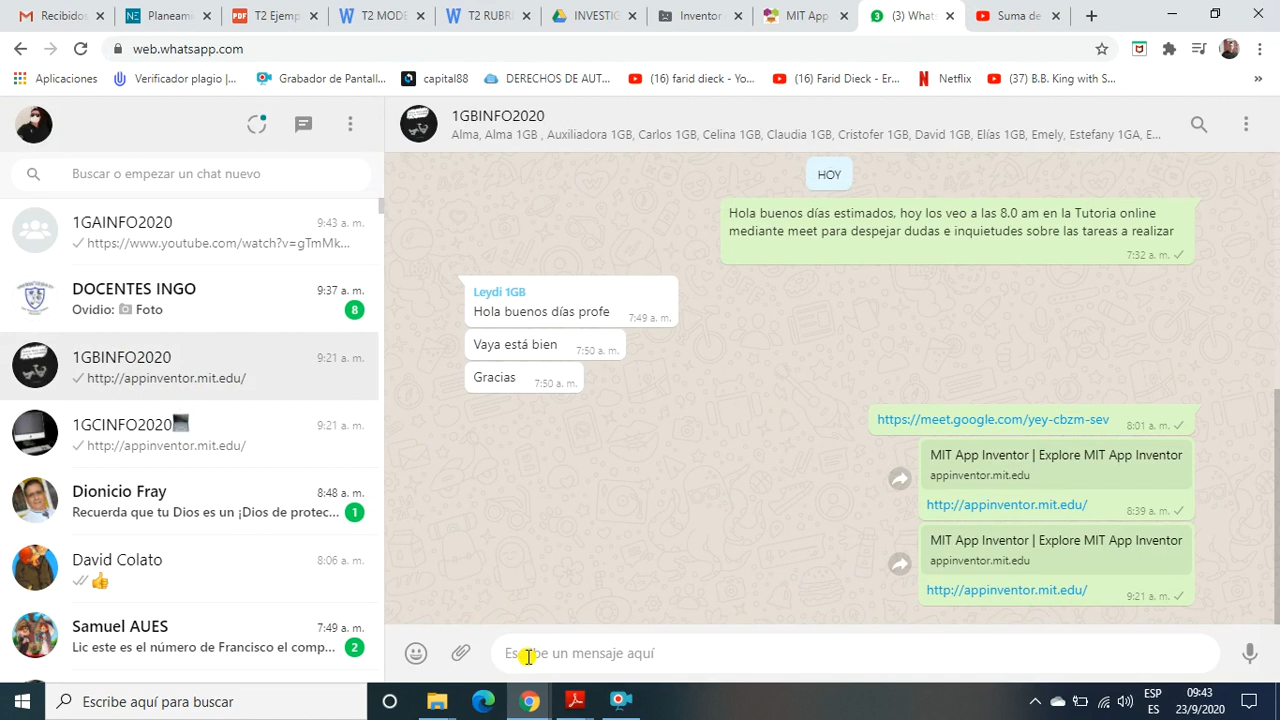 Recibidos
Planeami
T2 Ejemp
T2 MODE
T2 RUBRI
INVESTIG
Inventor
MIT App
(3) What
Suma de
web.whatsapp.com
Aplicaciones
Verificador plagio |...
Grabador de Pantall...
capital88
DERECHOS DE AUT...
(16) farid dieck - Yo...
(16) Farid Dieck - Er...
Netflix
(37) B.B. King with S...
»
Buscar o empezar un chat nuevo
1GAINFO2020
9:43 a. m.
https://www.youtube.com/watch?v=gTmMk...
DOCENTES INGO
9:37 a. m.
Ovidio: Foto
8
1GBINFO2020
9:21 a. m.
http://appinventor.mit.edu/
1GCINFO2020
9:21 a. m.
http://appinventor.mit.edu/
Dionicio Fray
8:48 a. m.
Recuerda que tu Dios es un ¡Dios de protec...
1
David Colato
8:06 a. m.
👍
Samuel AUES
7:49 a. m.
Lic este es el número de Francisco el comp...
2
1GBINFO2020
Alma, Alma 1GB , Auxiliadora 1GB, Carlos 1GB, Celina 1GB, Claudia 1GB, Cristofer 1GB, David 1GB, Elías 1GB, Emely, Estefany 1GA, E...
HOY
Hola buenos días estimados, hoy los veo a las 8.0 am en la Tutoria online
mediante meet para despejar dudas e inquietudes sobre las tareas a realizar
7:32 a. m.
Leydi 1GB
Hola buenos días profe
7:49 a. m.
Vaya está bien
7:50 a. m.
Gracias
7:50 a. m.
https://meet.google.com/yey-cbzm-sev
8:01 a. m.
MIT App Inventor | Explore MIT App Inventor
appinventor.mit.edu
http://appinventor.mit.edu/
8:39 a. m.
MIT App Inventor | Explore MIT App Inventor
appinventor.mit.edu
http://appinventor.mit.edu/
9:21 a. m.
Escribe un mensaje aquí
Escribe aquí para buscar
ESP
ES
09:43
23/9/2020